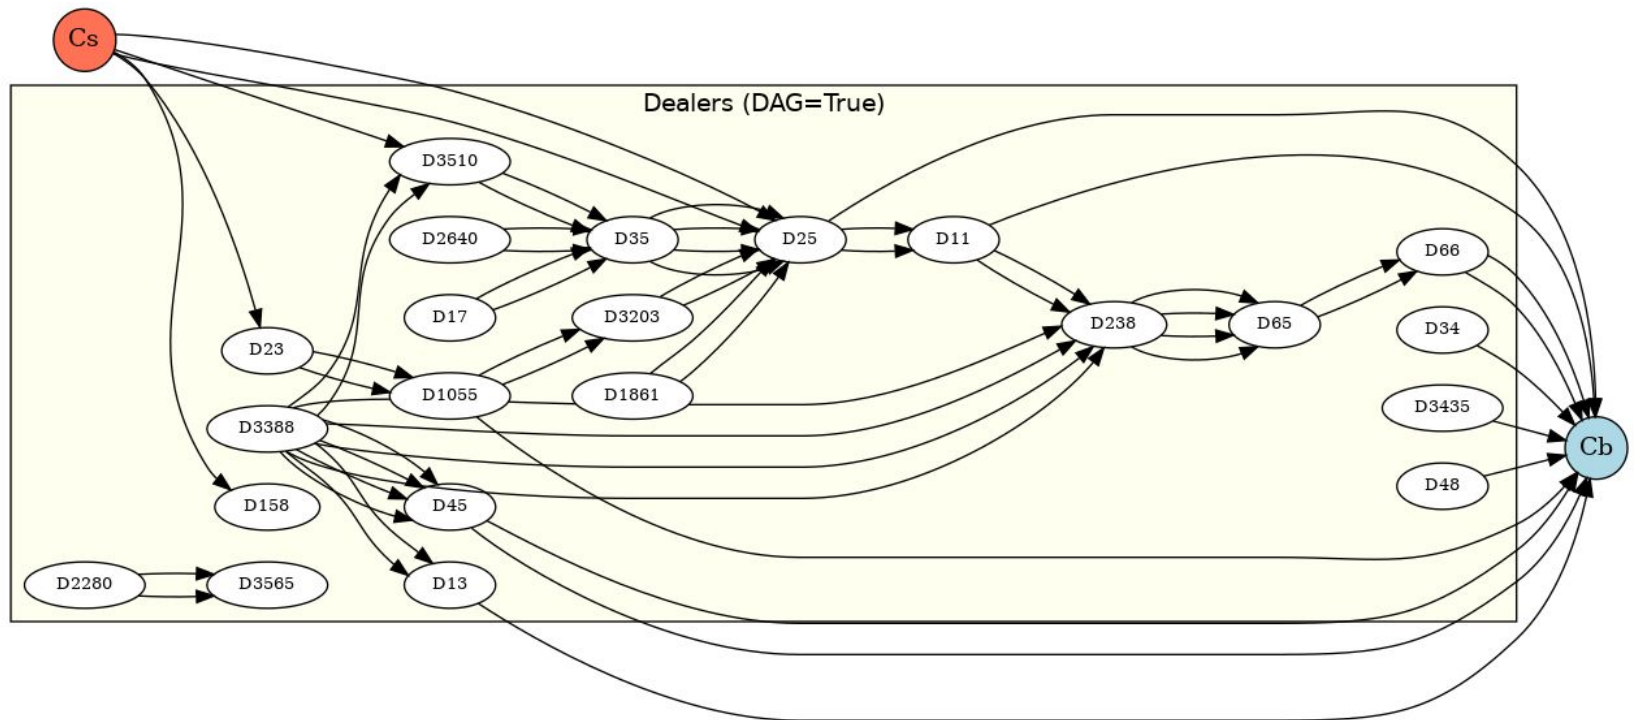 Cs
Dealers (DAG=True)
D3510
D2640
D35
D25
D11
D66
D17
D3203
D238
D65
D34
D23
D1055
D1861
D3435
D3388
Cb
D158
D45
D48
D2280
D3565
D13